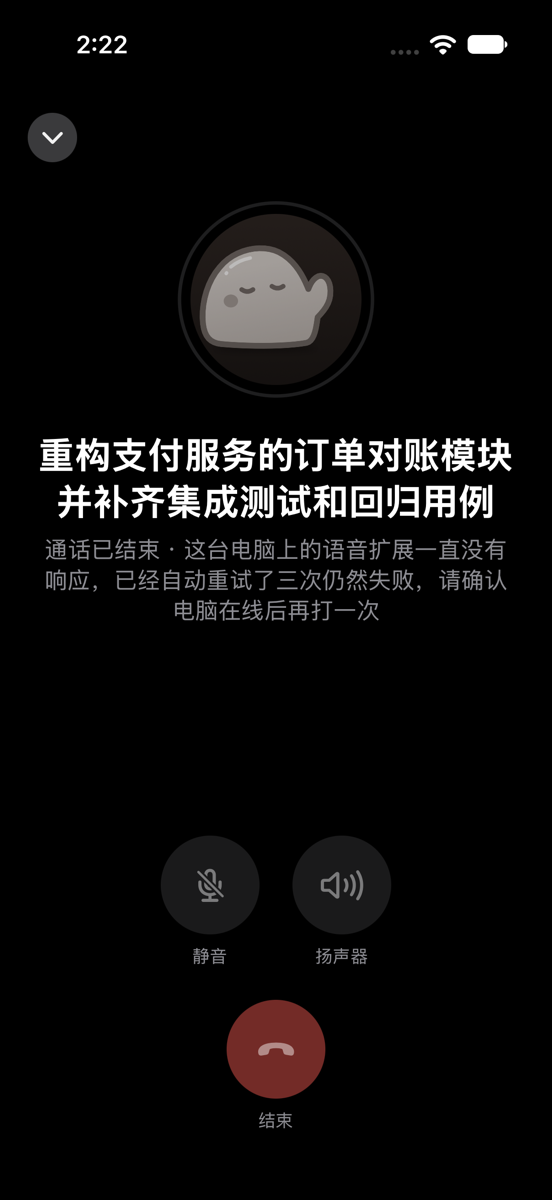 2:22
重构支付服务的订单对账模块
并补齐集成测试和回归用例
通话已结束 · 这台电脑上的语音扩展一直没有
响应，已经自动重试了三次仍然失败，请确认
电脑在线后再打一次
静音
扬声器
结束